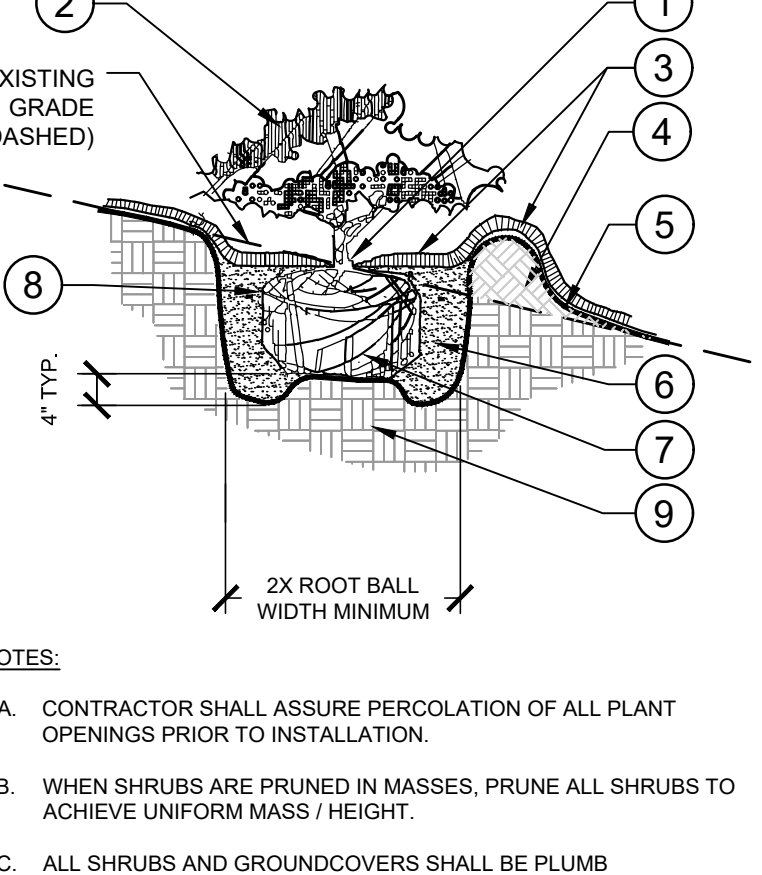 2
1
XISTING
GRADE
DASHED)
3
4
5
8
4" TYP.
6
7
9
2X ROOT BALL
WIDTH MINIMUM
OTES:
A. CONTRACTOR SHALL ASSURE PERCOLATION OF ALL PLANT
OPENINGS PRIOR TO INSTALLATION.
B. WHEN SHRUBS ARE PRUNED IN MASSES, PRUNE ALL SHRUBS TO
ACHIEVE UNIFORM MASS / HEIGHT.
C. ALL SHRUBS AND GROUNDCOVERS SHALL BE PLUMB